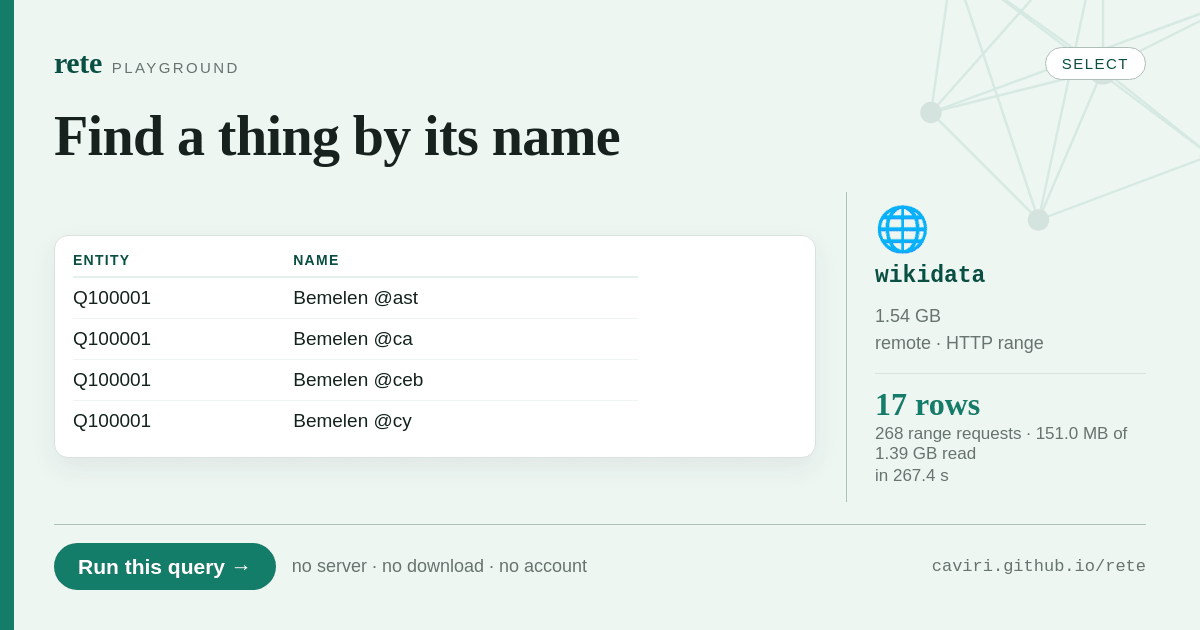 rete PLAYGROUND
SELECT
Find a thing by its name
ENTITY NAME
Q100001 Bemelen @ast
Q100001 Bemelen @ca
Q100001 Bemelen @ceb
Q100001 Bemelen @cy
wikidata
1.54 GB
remote · HTTP range
17 rows
268 range requests · 151.0 MB of
1.39 GB read
in 267.4 s
Run this query →
no server · no download · no account
caviri.github.io/rete